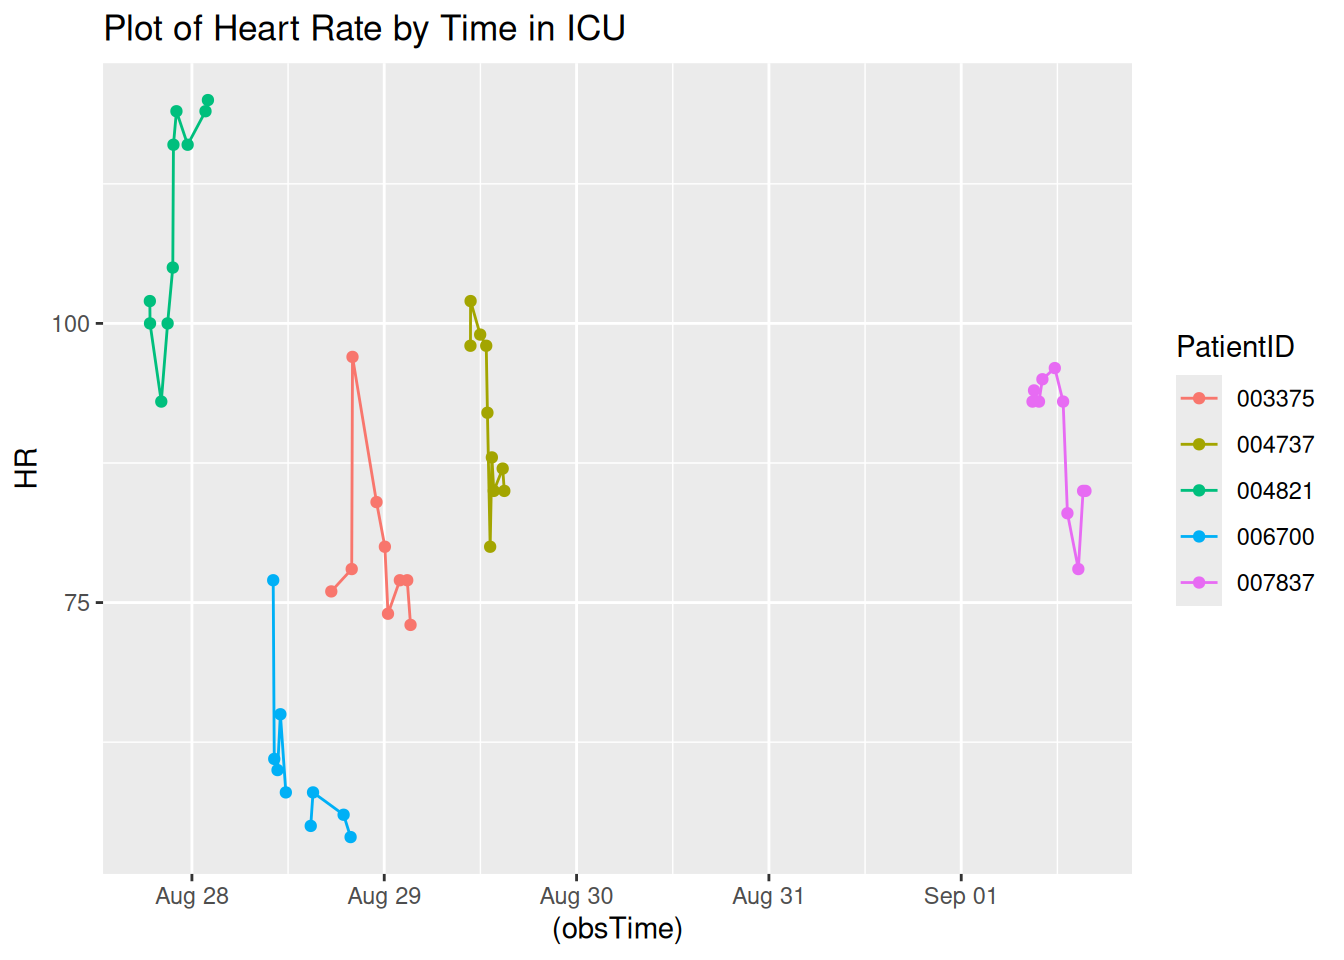 Plot of Heart Rate by Time in ICU
HR
100
75
Aug 28
Aug 29
Aug 30
Aug 31
Sep 01
(obsTime)
PatientID
003375
004737
004821
006700
007837